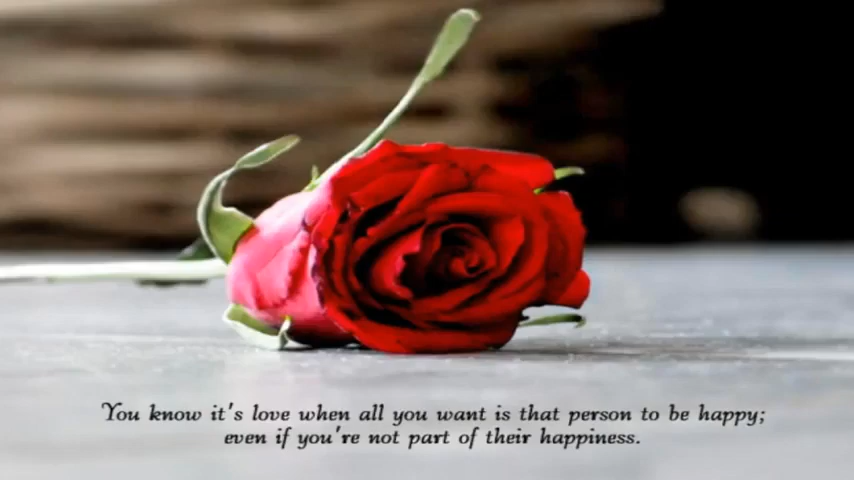 You know it's love when all you want is that person to be happy;
even if you're not part of their happiness.